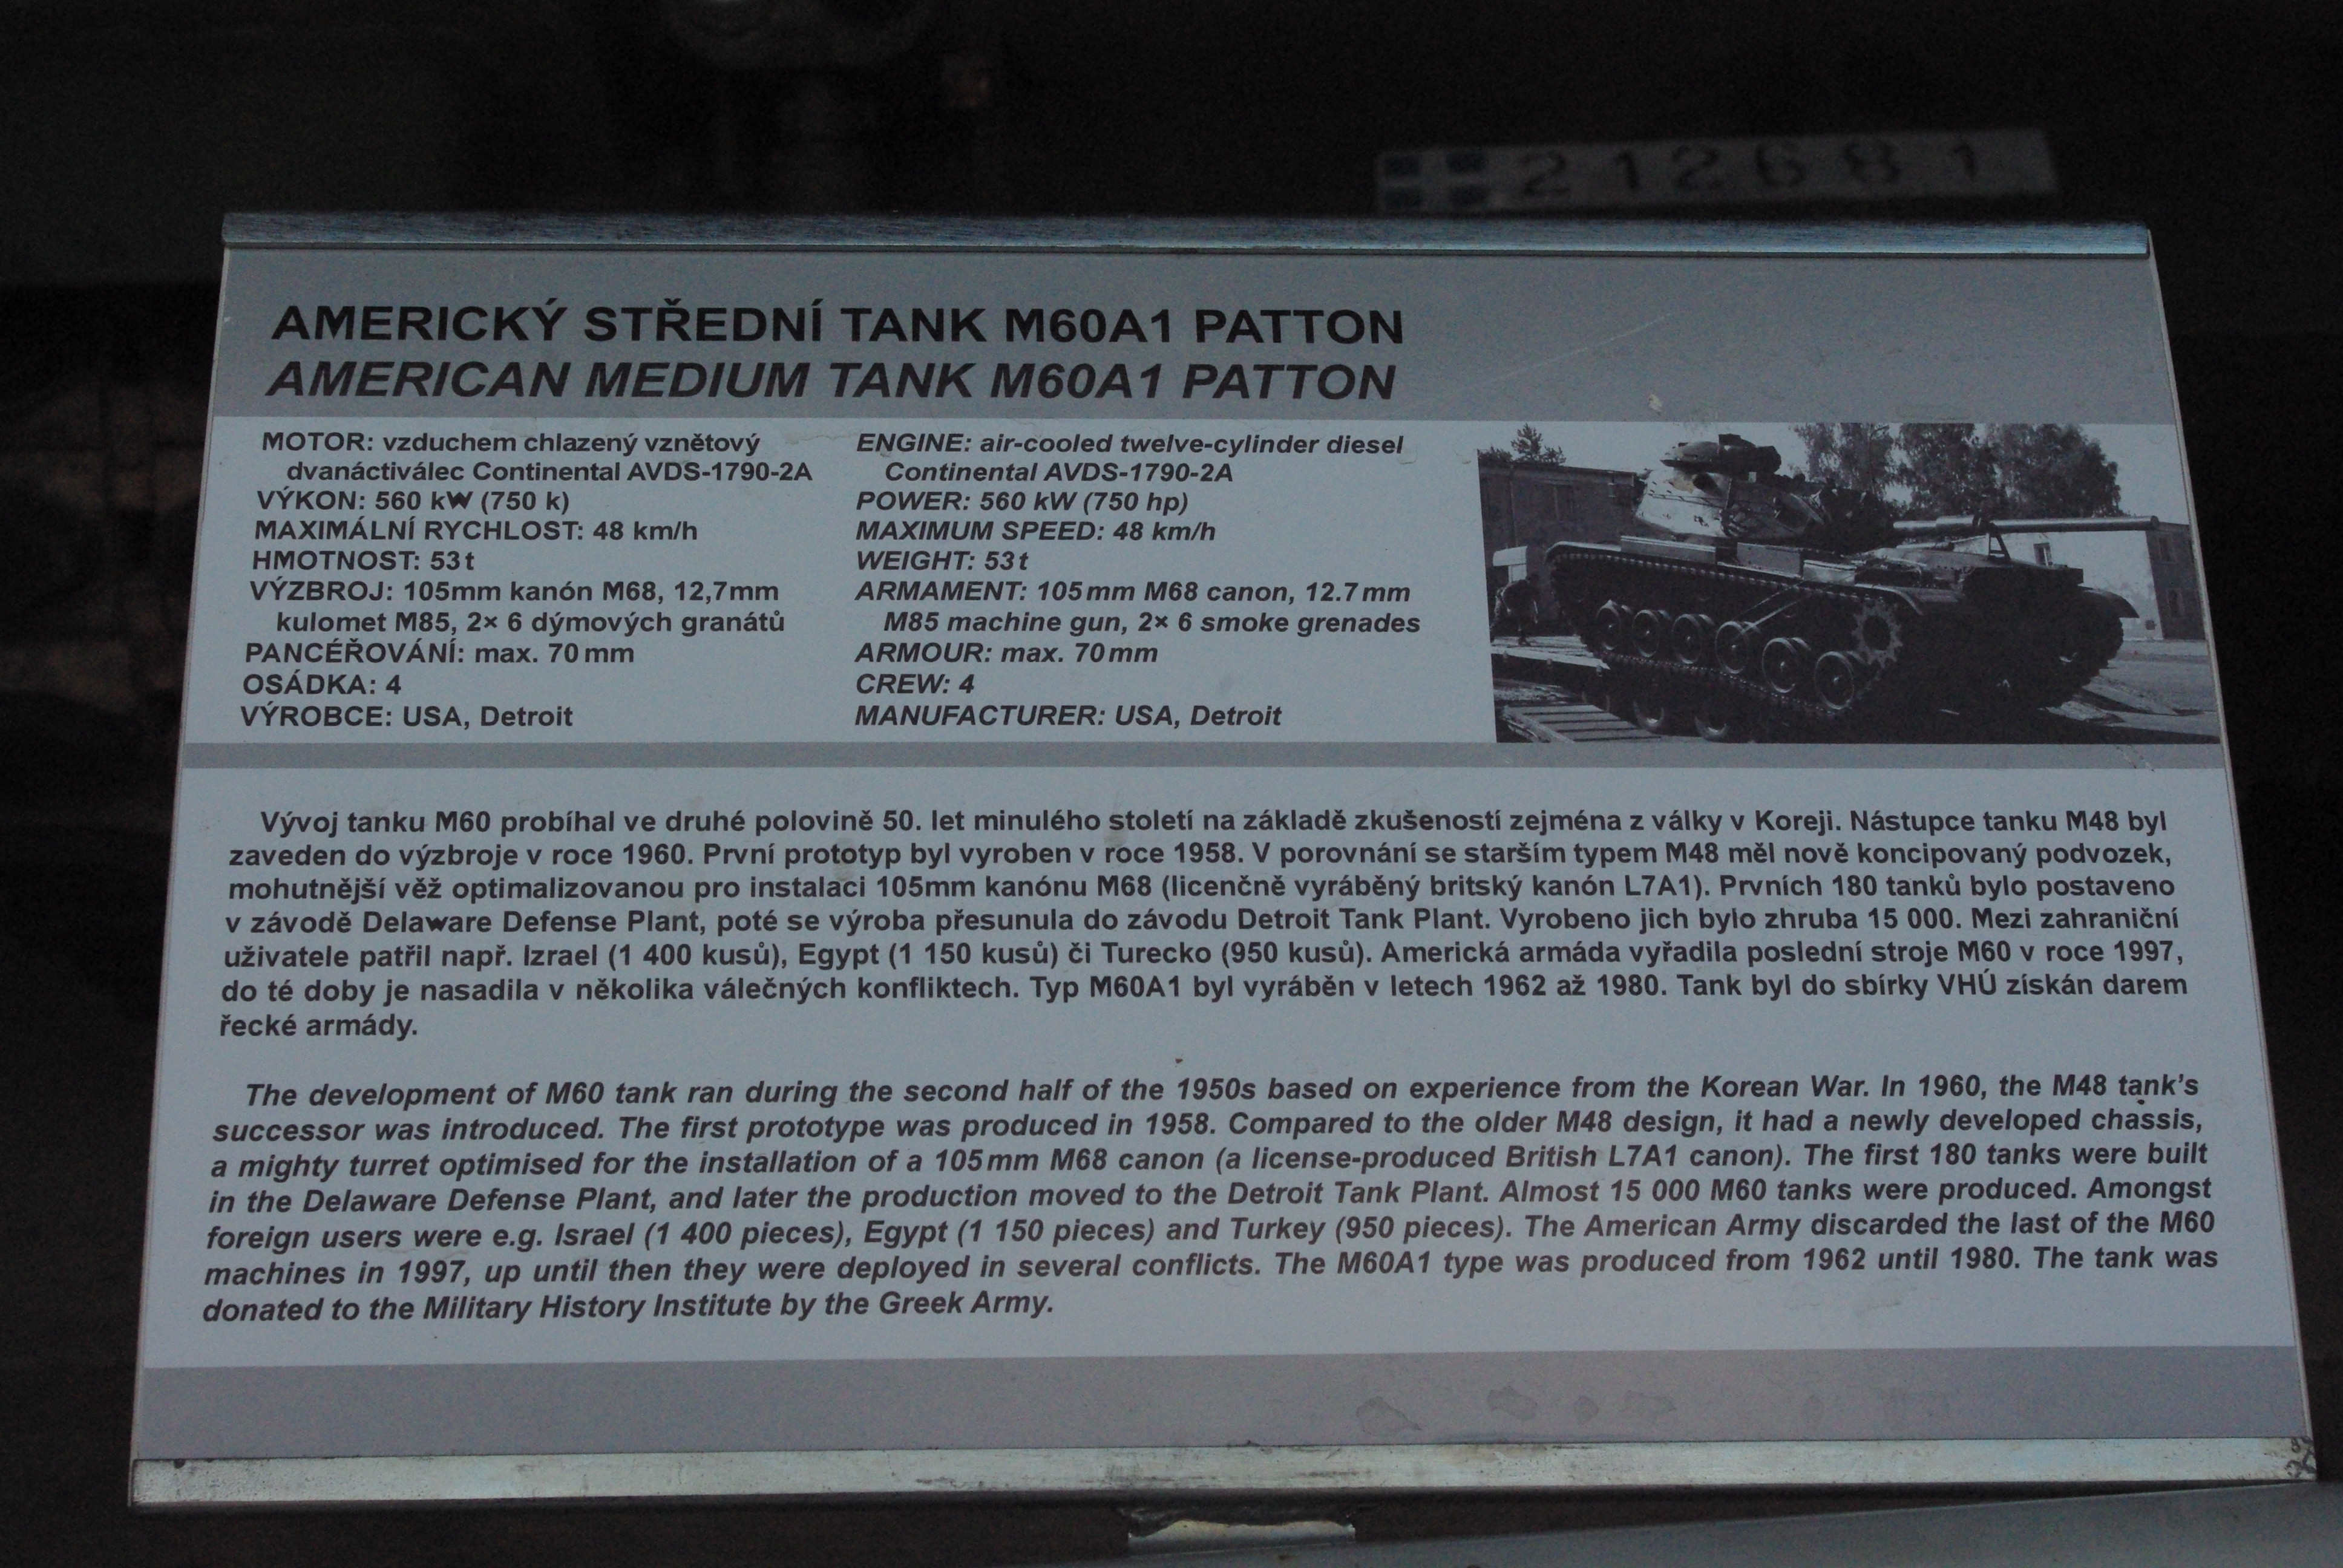 212681
AMERICKÝ STŘEDNÍ TANK M60A1 PATTON
AMERICAN MEDIUM TANK M60A1 PATTON
MOTOR: vzduchem chlazený vznětový
dvanáctiválec Continental AVDS-1790-2A
VÝKON: 560 kW (750 k)
MAXIMÁLNÍ RYCHLOST: 48 km/h
HMOTNOST: 53 t
VÝZBROJ: 105mm kanón M68, 12,7mm
kulomet M85, 2× 6 dýmových granátů
PANCÉŘOVÁNÍ: max. 70 mm
OSÁDKA: 4
VÝROBCE: USA, Detroit
ENGINE: air-cooled twelve-cylinder diesel
Continental AVDS-1790-2A
POWER: 560 kW (750 hp)
MAXIMUM SPEED: 48 km/h
WEIGHT: 53 t
ARMAMENT: 105 mm M68 canon, 12.7 mm
M85 machine gun, 2× 6 smoke grenades
ARMOUR: max. 70 mm
CREW: 4
MANUFACTURER: USA, Detroit
Vývoj tanku M60 probíhal ve druhé polovině 50. let minulého století na základě zkušeností zejména z války v Koreji. Nástupce tanku M48 byl
zaveden do výzbroje v roce 1960. První prototyp byl vyroben v roce 1958. V porovnání se starším typem M48 měl nově koncipovaný podvozek,
mohutnější věž optimalizovanou pro instalaci 105mm kanónu M68 (licenčně vyráběný britský kanón L7A1). Prvních 180 tanků bylo postaveno
v závodě Delaware Defense Plant, poté se výroba přesunula do závodu Detroit Tank Plant. Vyrobeno jich bylo zhruba 15 000. Mezi zahraniční
uživatele patřil např. Izrael (1 400 kusů), Egypt (1 150 kusů) či Turecko (950 kusů). Americká armáda vyřadila poslední stroje M60 v roce 1997,
do té doby je nasadila v několika válečných konfliktech. Typ M60A1 byl vyráběn v letech 1962 až 1980. Tank byl do sbírky VHÚ získán darem
řecké armády.
The development of M60 tank ran during the second half of the 1950s based on experience from the Korean War. In 1960, the M48 tank's
successor was introduced. The first prototype was produced in 1958. Compared to the older M48 design, it had a newly developed chassis,
a mighty turret optimised for the installation of a 105 mm M68 canon (a license-produced British L7A1 canon). The first 180 tanks were built
in the Delaware Defense Plant, and later the production moved to the Detroit Tank Plant. Almost 15 000 M60 tanks were produced. Amongst
foreign users were e.g. Israel (1 400 pieces), Egypt (1 150 pieces) and Turkey (950 pieces). The American Army discarded the last of the M60
machines in 1997, up until then they were deployed in several conflicts. The M60A1 type was produced from 1962 until 1980. The tank was
donated to the Military History Institute by the Greek Army.